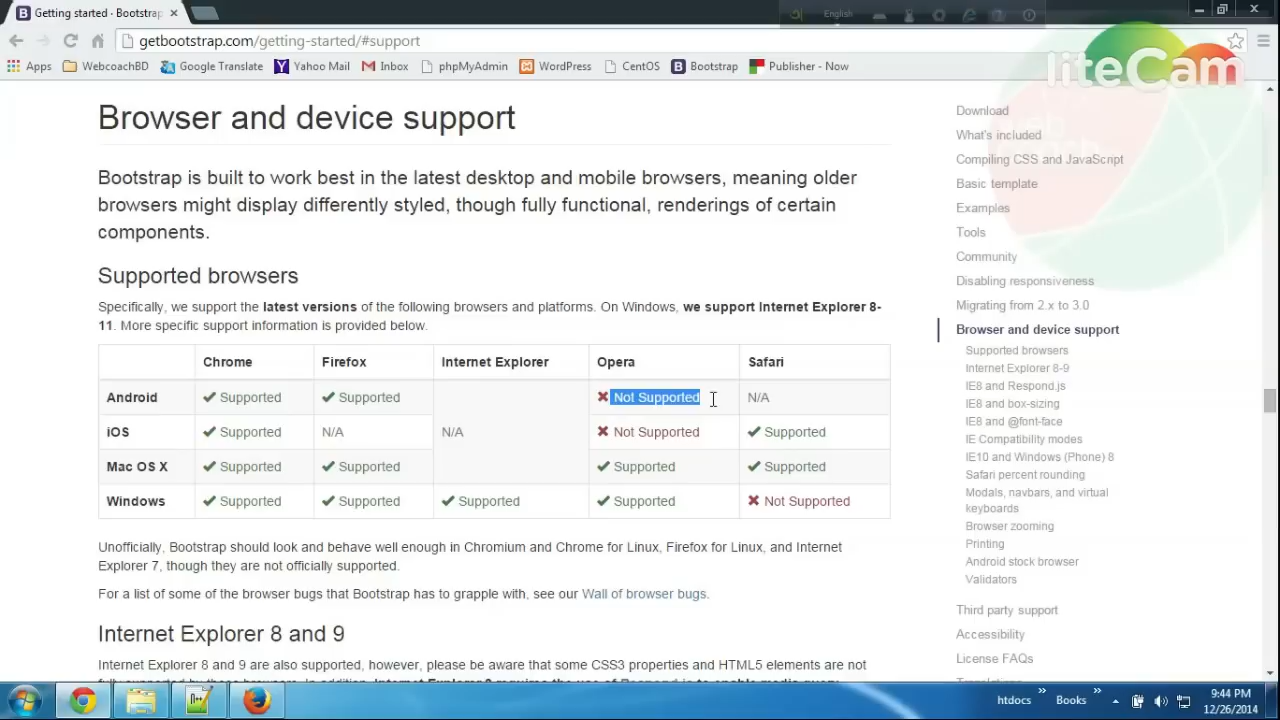 Getting started · Bootstrap
English
getbootstrap.com/getting-started/#support
Apps WebcoachBD Google Translate Yahoo Mail Inbox phpMyAdmin WordPress CentOS Bootstrap Publisher - Now
liteCam
Browser and device support
Bootstrap is built to work best in the latest desktop and mobile browsers, meaning older
browsers might display differently styled, though fully functional, renderings of certain
components.
Supported browsers
Specifically, we support the latest versions of the following browsers and platforms. On Windows, we support Internet Explorer 8-
11. More specific support information is provided below.
Chrome Firefox Internet Explorer Opera Safari
Android Supported Supported Not Supported N/A
iOS Supported N/A N/A Not Supported Supported
Mac OS X Supported Supported Supported Supported
Windows Supported Supported Supported Supported Not Supported
Unofficially, Bootstrap should look and behave well enough in Chromium and Chrome for Linux, Firefox for Linux, and Internet
Explorer 7, though they are not officially supported.
For a list of some of the browser bugs that Bootstrap has to grapple with, see our Wall of browser bugs.
Internet Explorer 8 and 9
Internet Explorer 8 and 9 are also supported, however, please be aware that some CSS3 properties and HTML5 elements are not
Download
What's included
Compiling CSS and JavaScript
Basic template
Examples
Tools
Community
Disabling responsiveness
Migrating from 2.x to 3.0
Browser and device support
Supported browsers
Internet Explorer 8-9
IE8 and Respond.js
IE8 and box-sizing
IE8 and @font-face
IE Compatibility modes
IE10 and Windows (Phone) 8
Safari percent rounding
Modals, navbars, and virtual
keyboards
Browser zooming
Printing
Android stock browser
Validators
Third party support
Accessibility
License FAQs
htdocs » Books » 9:44 PM
12/26/2014